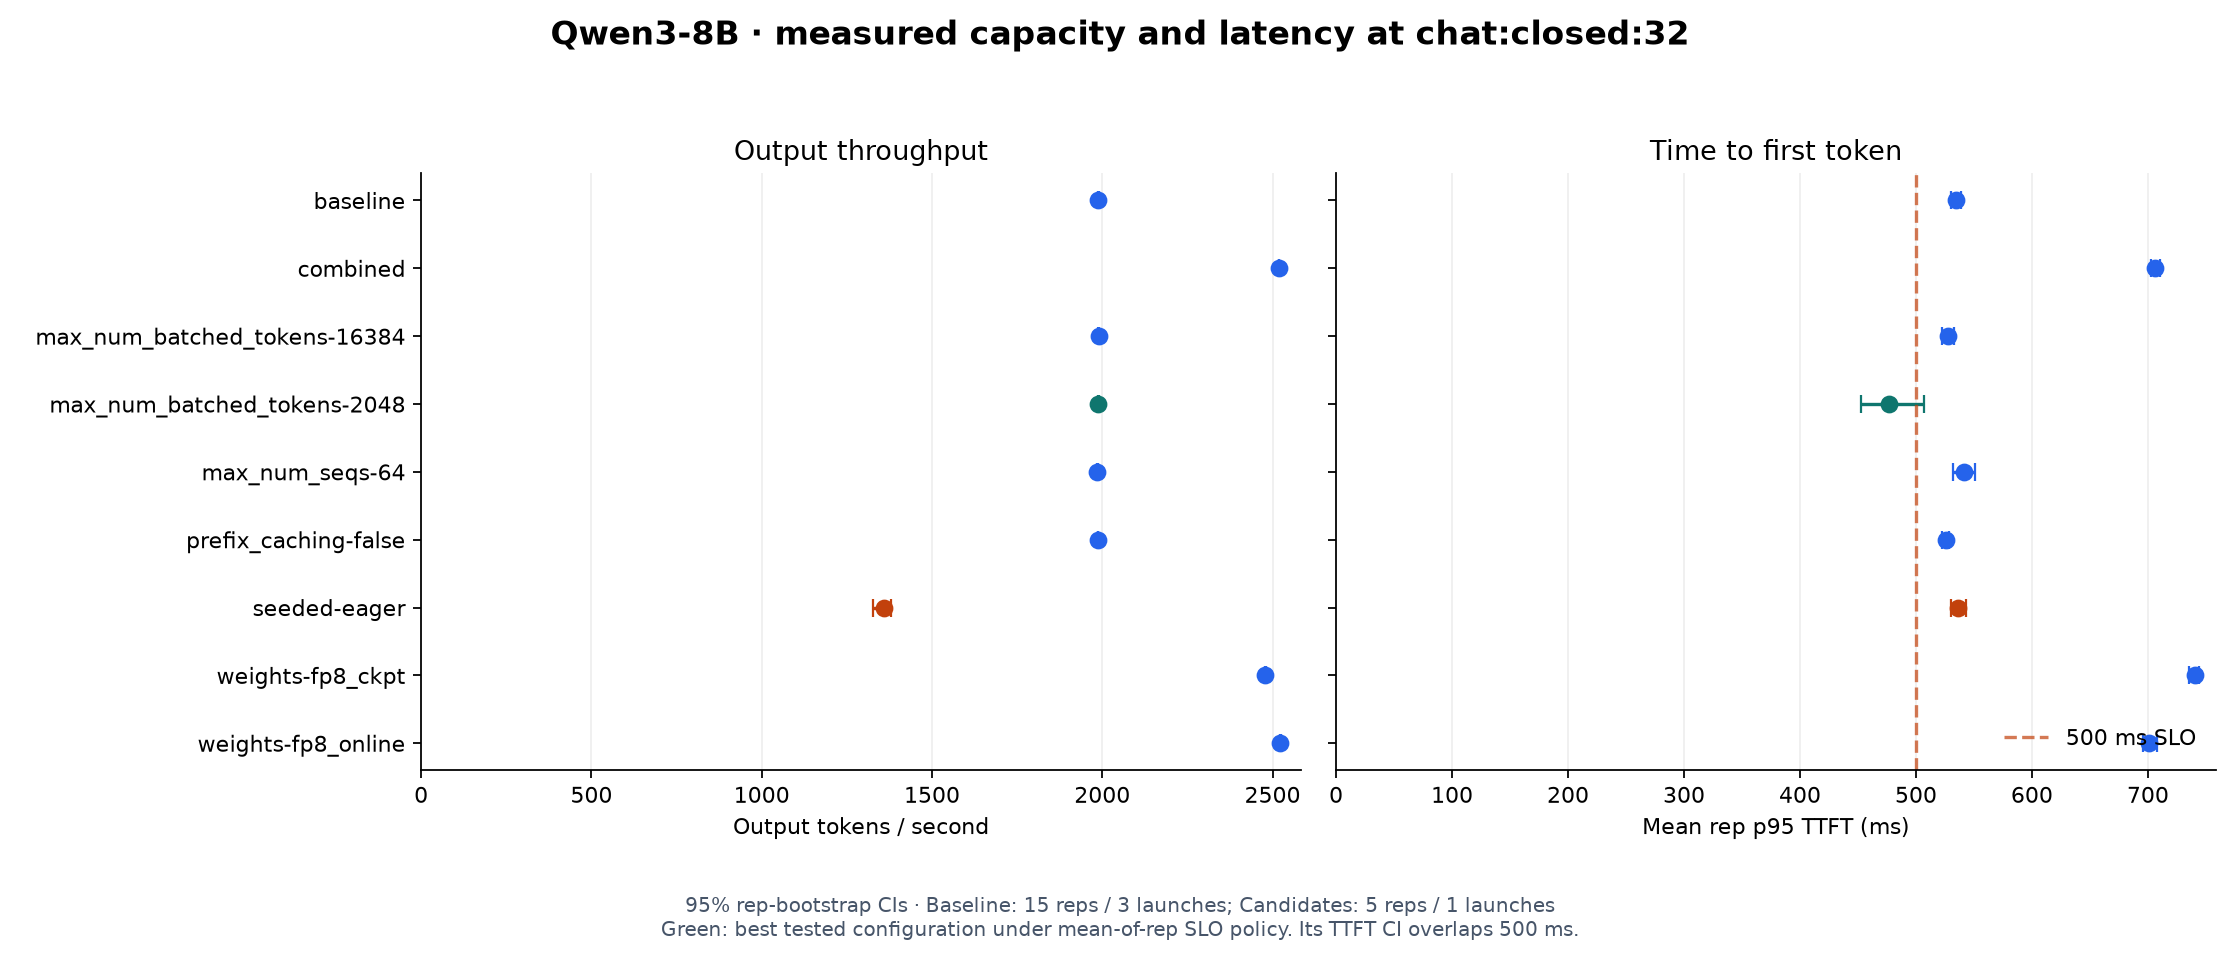 Qwen3-8B · measured capacity and latency at chat:closed:32
Output throughput
Time to first token
baseline
combined
max_num_batched_tokens-16384
max_num_batched_tokens-2048
max_num_seqs-64
prefix_caching-false
seeded-eager
weights-fp8_ckpt
weights-fp8_online
500 ms SLO
0 500 1000 1500 2000 2500
0 100 200 300 400 500 600 700
Output tokens / second
Mean rep p95 TTFT (ms)
95% rep-bootstrap CIs · Baseline: 15 reps / 3 launches; Candidates: 5 reps / 1 launches
Green: best tested configuration under mean-of-rep SLO policy. Its TTFT CI overlaps 500 ms.